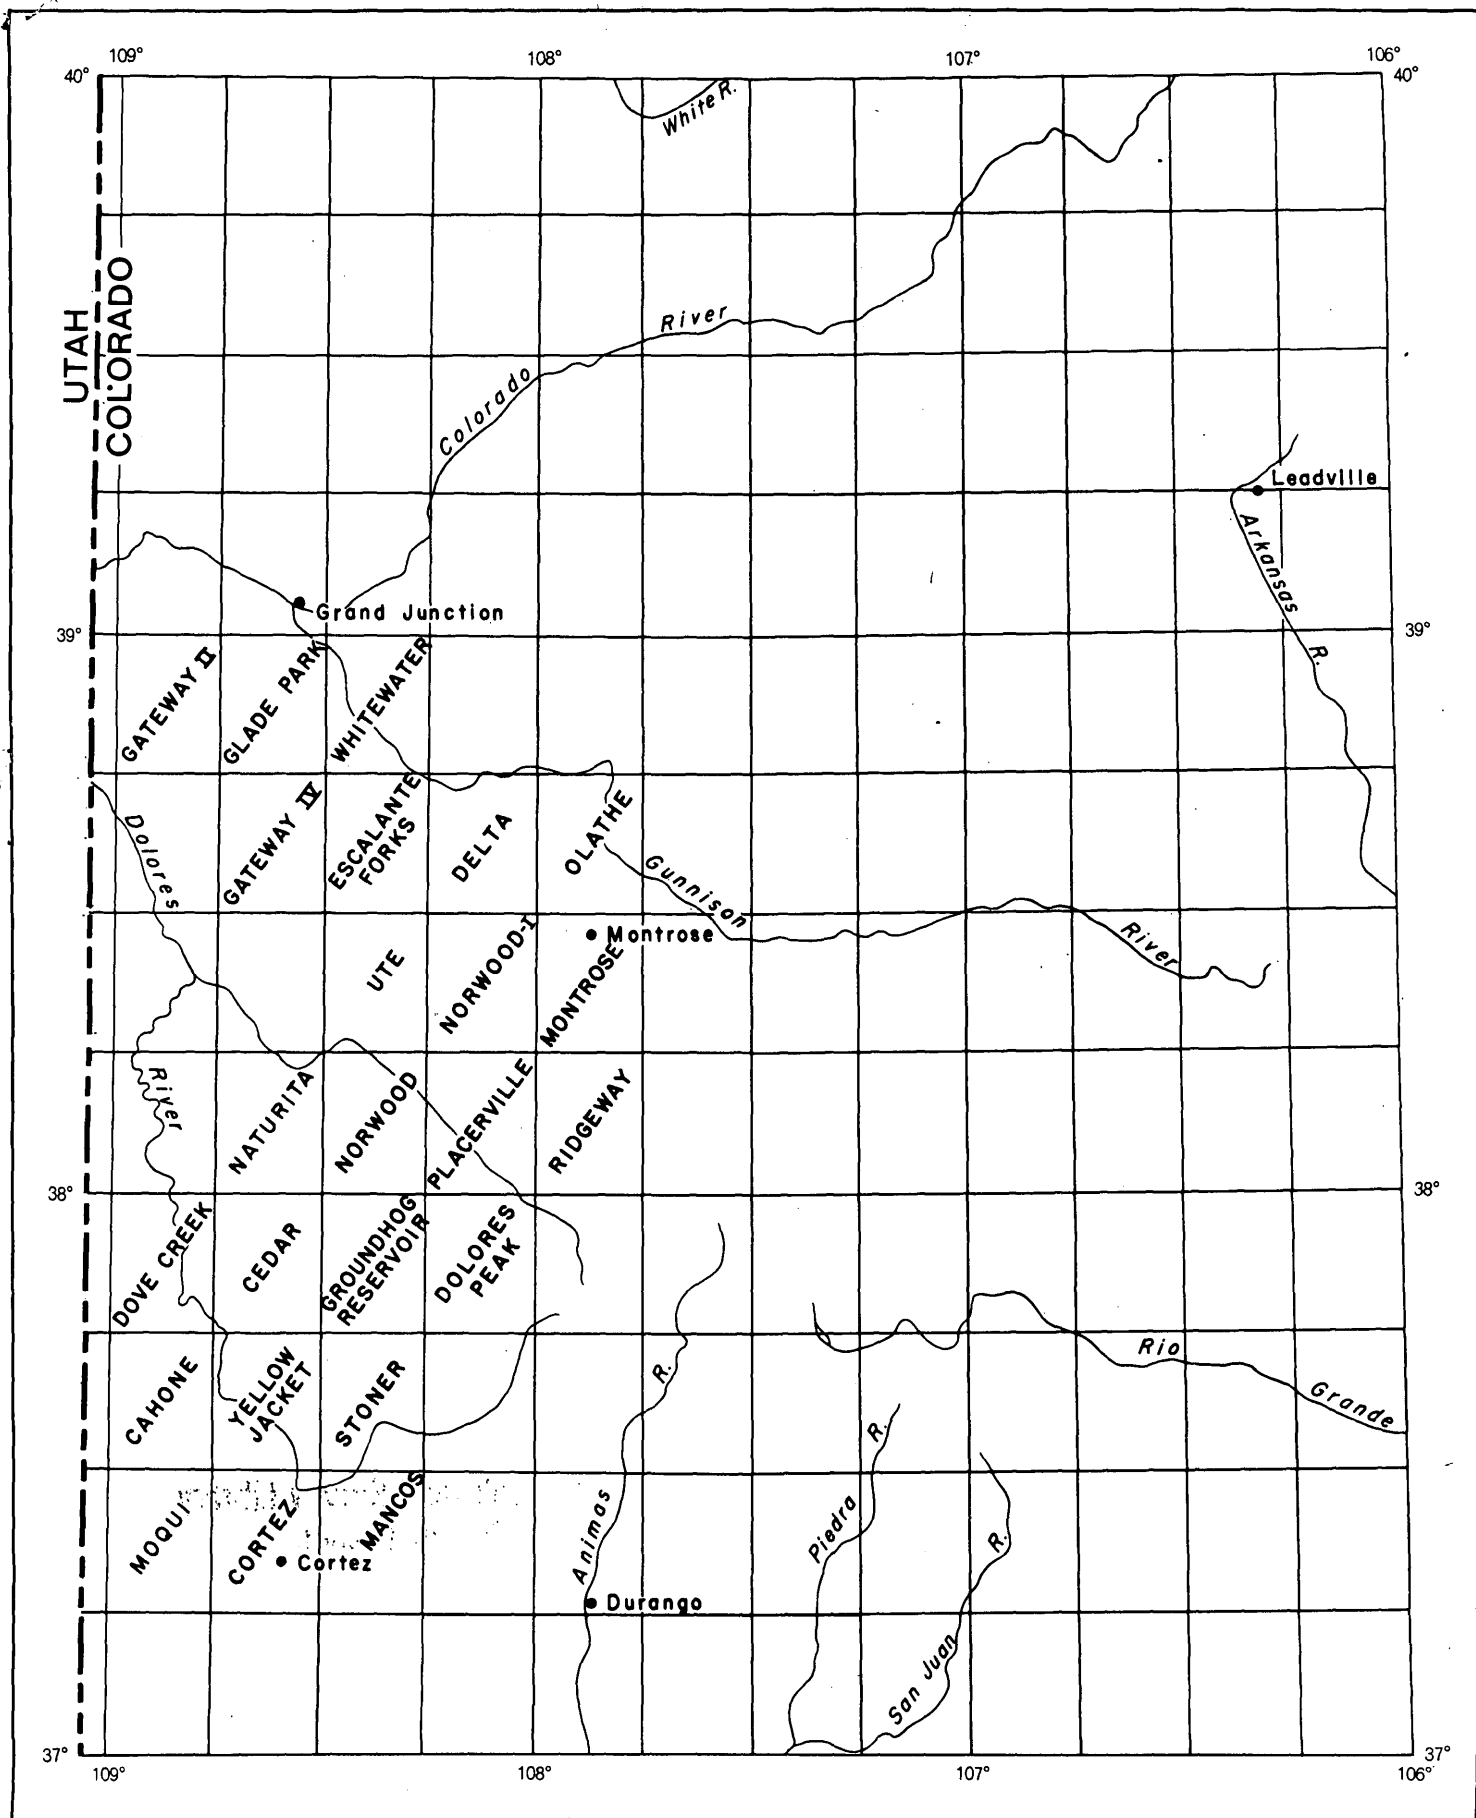 109° 108° 107° 106°
40° 40°
White R.
UTAH
COLORADO
River
Colorado
Leadville
Arkansas
R.
Grand Junction
39° 39°
GATEWAY II
GLADE PARK
WHITEWATER
Dolores
GATEWAY IV
ESCALANTE
FORKS
DELTA
OLATHE
Gunnison
River
Montrose
UTE
NORWOOD-I
MONTROSE
River
NATURITA
NORWOOD
PLACERVILLE
RIDGEWAY
38° 38°
DOVE CREEK
CEDAR
GROUNDHOG
RESERVOIR
DOLORES
PEAK
Rio
Grande
CAHONE
YELLOW
JACKET
STONER
R.
R.
MOQUI
CORTEZ
MANCOS
Cortez
Animas
Piedra
R.
Durango
San Juan
37° 37°
109° 108° 107° 106°